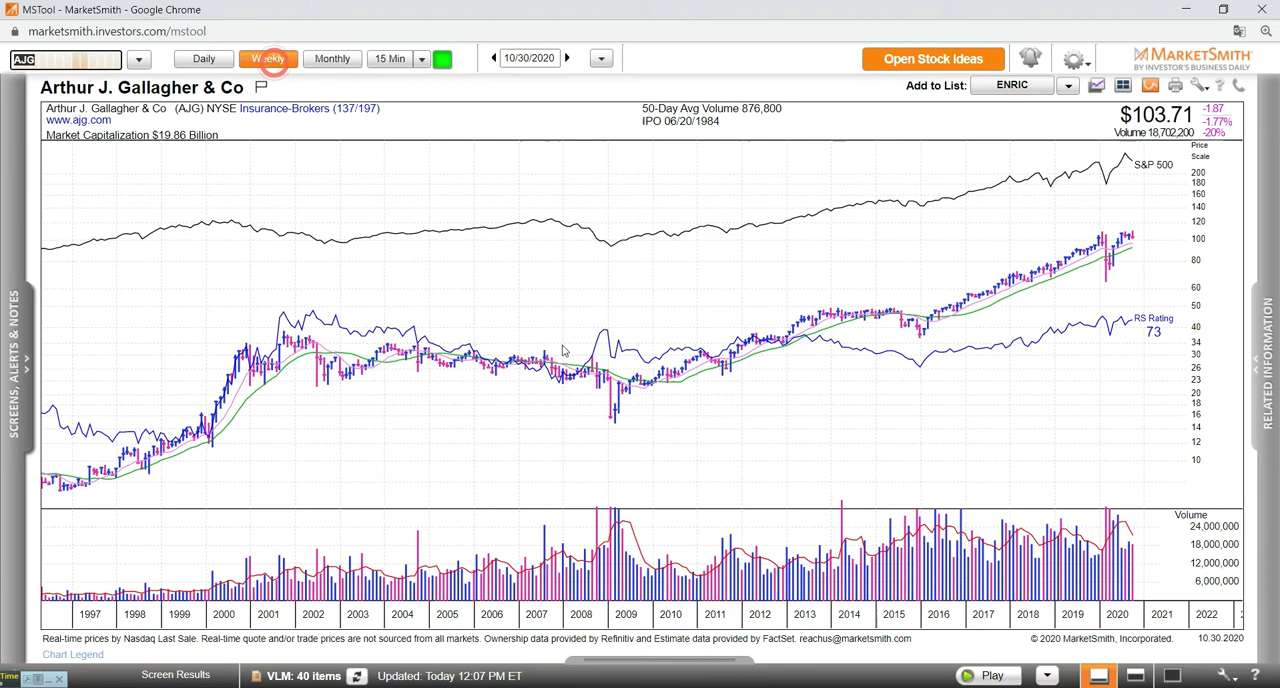 MSTool - MarketSmith - Google Chrome
marketsmith.investors.com/mstool
AJG Daily Weekly Monthly 15 Min 10/30/2020 Open Stock Ideas MARKETSMITH
BY INVESTOR'S BUSINESS DAILY
Arthur J. Gallagher & Co Add to List: ENRIC ?
Arthur J. Gallagher & Co (AJG) NYSE Insurance-Brokers (137/197) 50-Day Avg Volume 876,800 $103.71 -1.87
www.ajg.com IPO 06/20/1984 -1.77%
Market Capitalization $19.86 Billion Volume 18,702,200 -20%
Price
Scale
S&P 500
200
180
160
140
120
100
80
60
50
40
RS Rating
73
34
30
26
23
20
18
16
14
12
10
SCREENS, ALERTS & NOTES
RELATED INFORMATION
Volume
24,000,000
18,000,000
12,000,000
6,000,000
1997 1998 1999 2000 2001 2002 2003 2004 2005 2006 2007 2008 2009 2010 2011 2012 2013 2014 2015 2016 2017 2018 2019 2020 2021 2022 2
Real-time prices by Nasdaq Last Sale. Real-time quote and/or trade prices are not sourced from all markets. Ownership data provided by Refinitiv and Estimate data provided by FactSet. reachus@marketsmith.com © 2020 MarketSmith, Incorporated. 10.30.2020
Chart Legend
Time Screen Results VLM: 40 items Updated: Today 12:07 PM ET Play ?